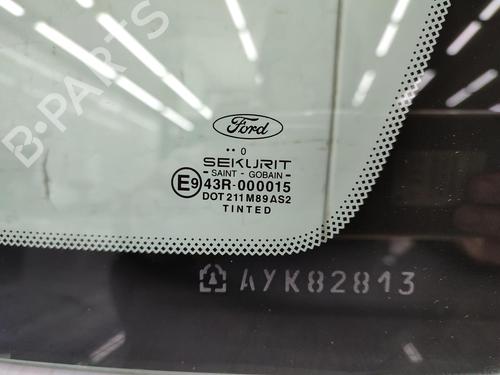 B-PARTS
Ford
•• 0
SEKURIT
SAINT - GOBAIN
E9 43R-000015
DOT 211 M89 AS2
TINTED
AYK82813